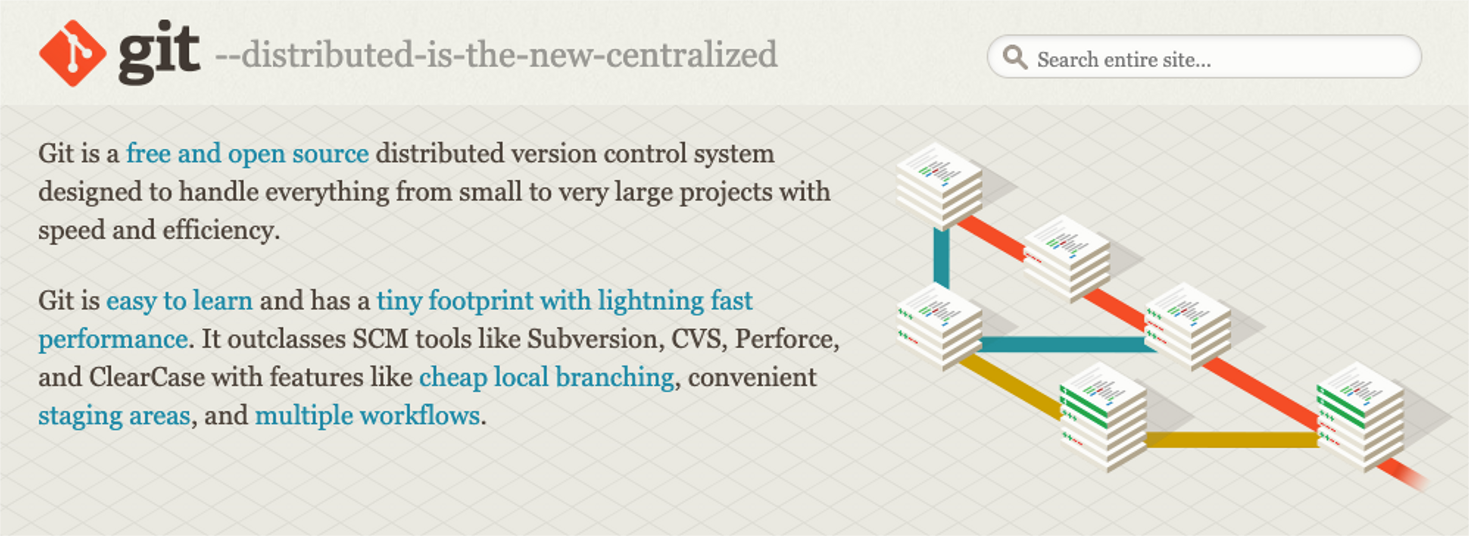 git --distributed-is-the-new-centralized
Search entire site...
Git is a free and open source distributed version control system
designed to handle everything from small to very large projects with
speed and efficiency.
Git is easy to learn and has a tiny footprint with lightning fast
performance. It outclasses SCM tools like Subversion, CVS, Perforce,
and ClearCase with features like cheap local branching, convenient
staging areas, and multiple workflows.